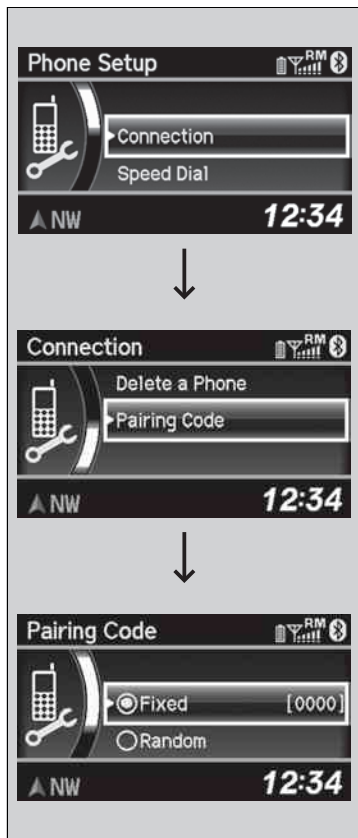 Phone Setup
RM
Connection
Speed Dial
NW
12:34
Connection
RM
Delete a Phone
Pairing Code
NW
12:34
Pairing Code
RM
Fixed [0000]
Random
NW
12:34